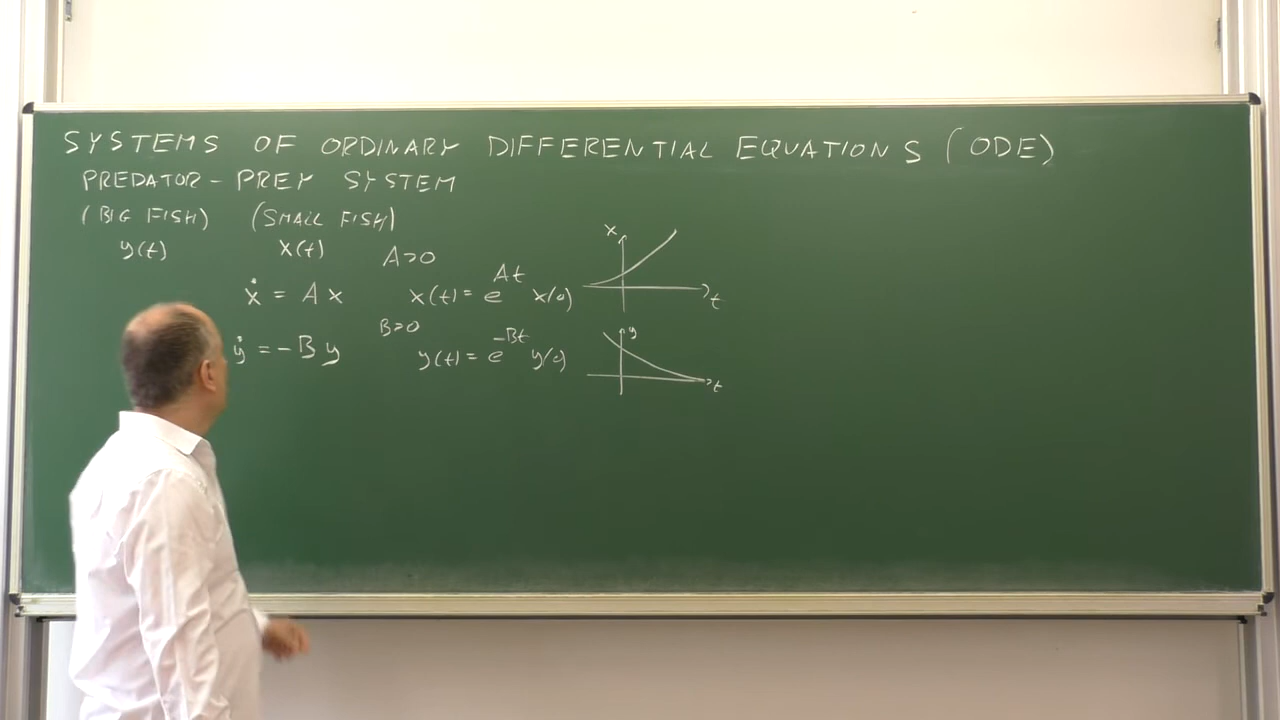 SYSTEMS OF ORDINARY DIFFERENTIAL EQUATIONS (ODE)
PREDATOR-PREY SYSTEM
(BIG FISH) (SMALL FISH)
y(t) x(t) A>0
ẋ = A x x(t) = e^{At} x(0)
x
t
B>0
ẏ = -B y y(t) = e^{-Bt} y(0)
y
t